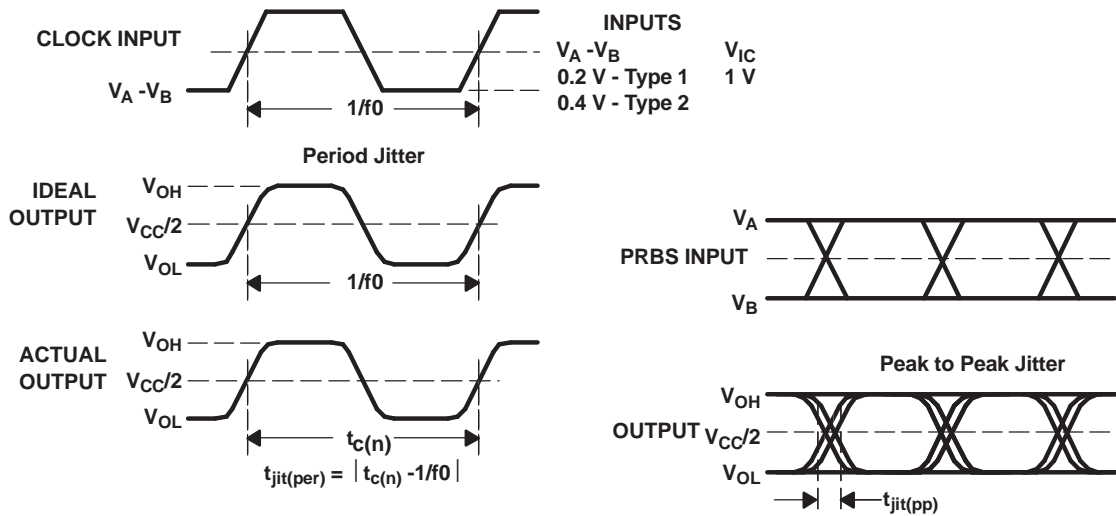 CLOCK INPUT
VA -VB
1/f0
INPUTS
VA -VB VIC
0.2 V - Type 1 1 V
0.4 V - Type 2
Period Jitter
IDEAL
OUTPUT
VOH
VCC/2
VOL
1/f0
ACTUAL
OUTPUT
VOH
VCC/2
VOL
tc(n)
tjit(per) = | tc(n) -1/f0 |
VA
PRBS INPUT
VB
Peak to Peak Jitter
VOH
OUTPUT VCC/2
VOL
tjit(pp)